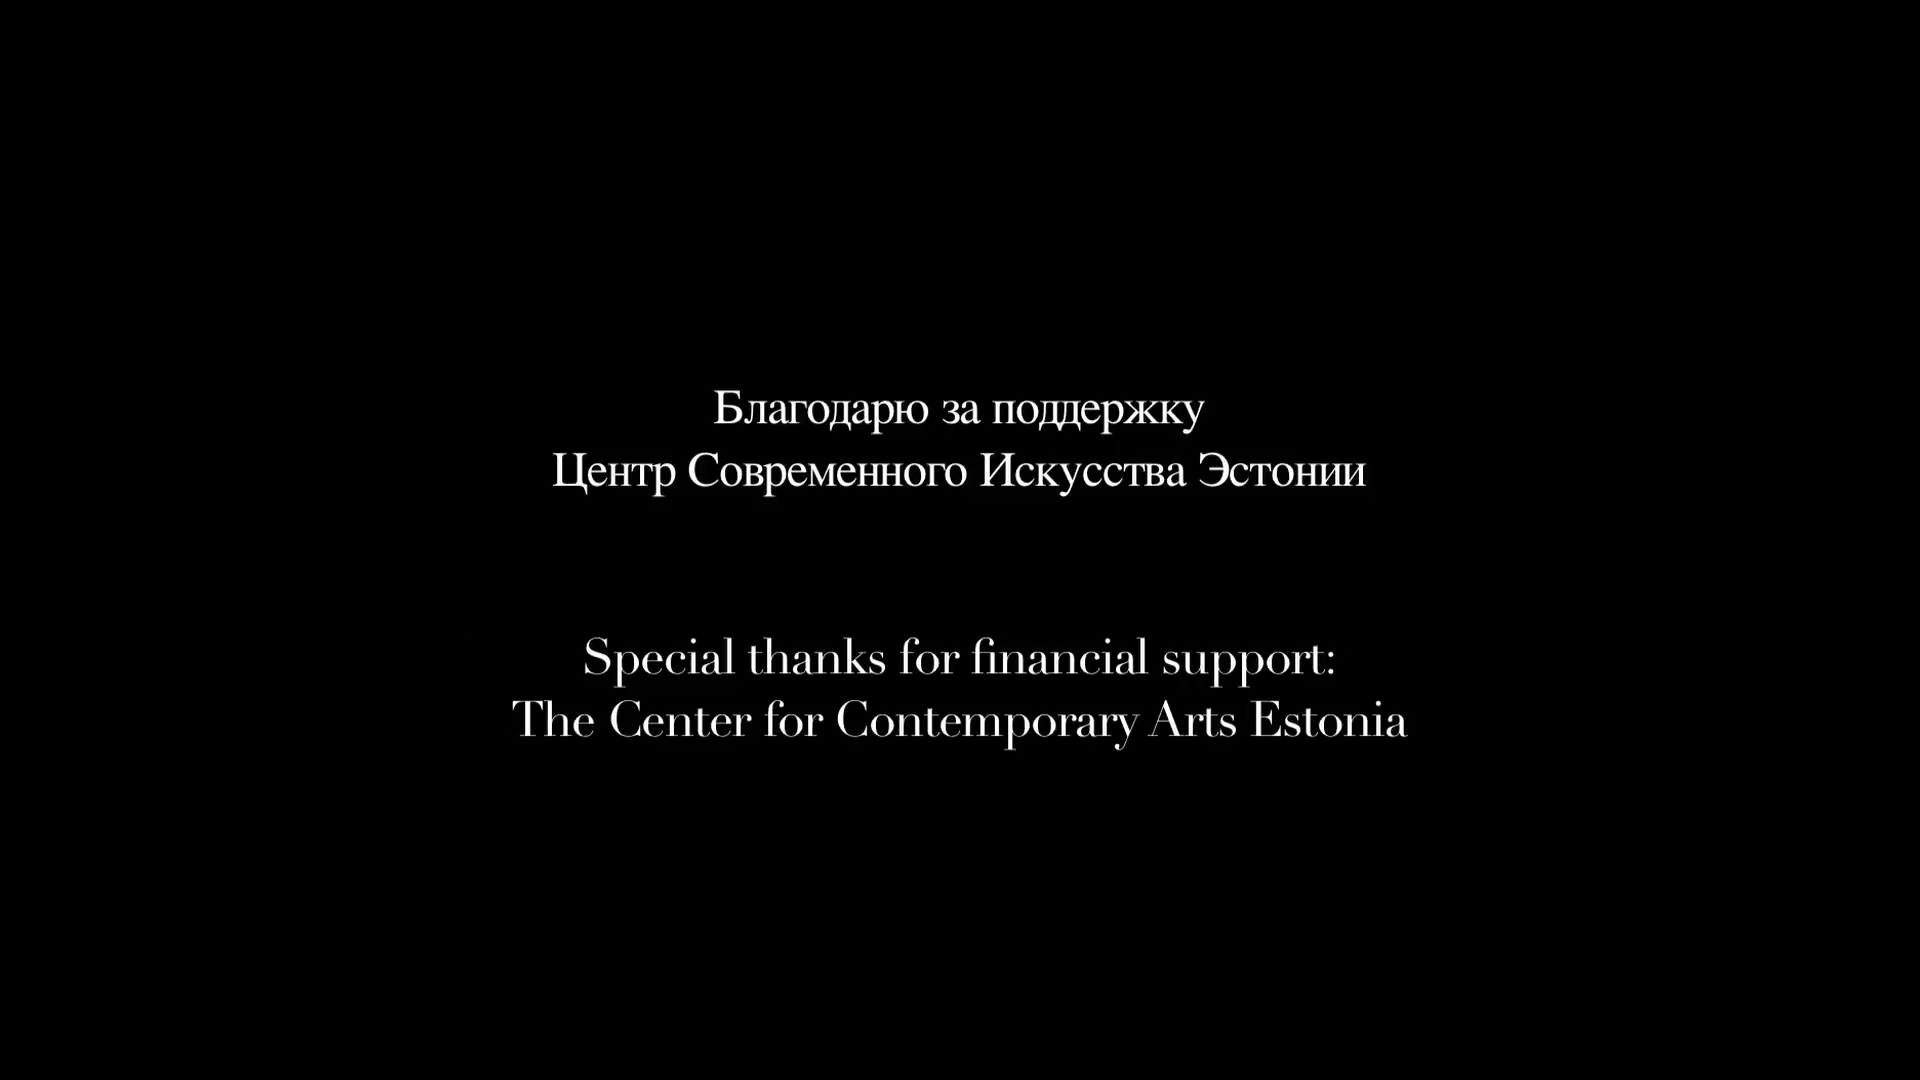 Благодарю за поддержку
Центр Современного Искусства Эстонии
Special thanks for financial support:
The Center for Contemporary Arts Estonia